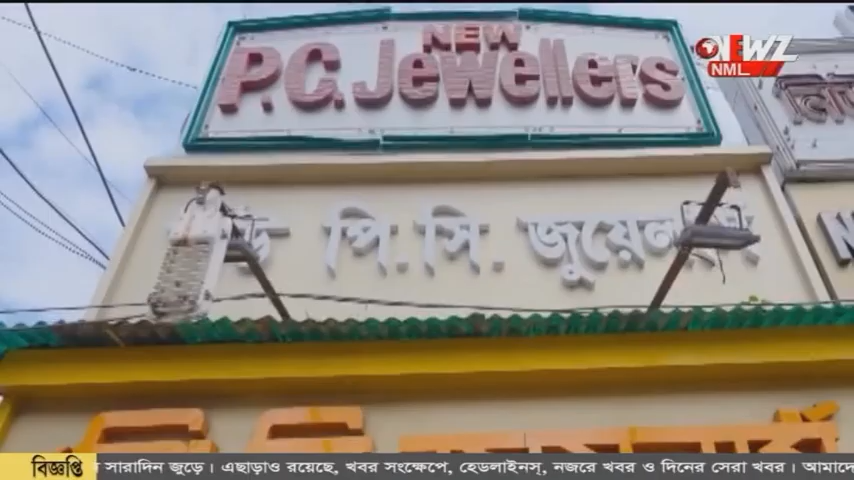 NEW
P.C. Jewellers
NEWZ
NML
পি. সি. জুয়েলার্স
বিজ্ঞপ্তি
সারাদিন জুড়ে। এছাড়াও রয়েছে, খবর সংক্ষেপে, হেডলাইনস্, নজরে খবর ও দিনের সেরা খবর। আমাদে